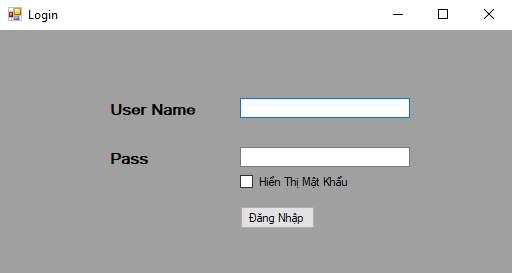 Login
User Name
Pass
Hiển Thị Mật Khẩu
Đăng Nhập